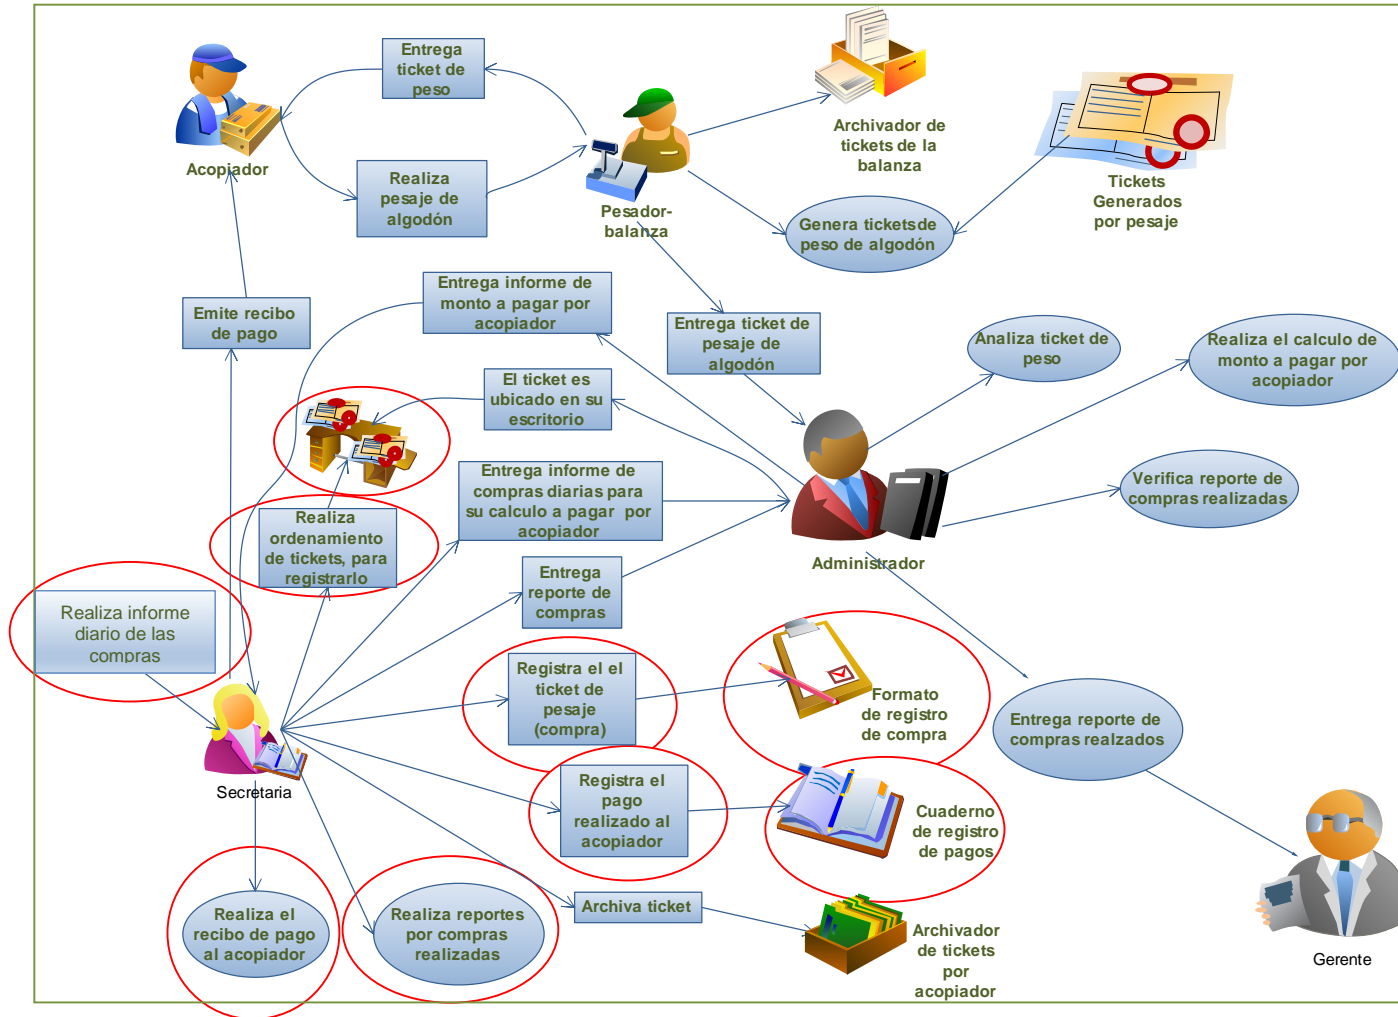 Entrega
ticket de
peso
Acopiador
Realiza
pesaje de
algodón
Pesador-
balanza
Archivador de
tickets de la
balanza
Tickets
Generados
por pesaje
Genera tickets de
peso de algodón
Emite recibo
de pago
Entrega informe de
monto a pagar por
acopiador
Entrega ticket de
pesaje de
algodón
Analiza ticket de
peso
Realiza el calculo de
monto a pagar por
acopiador
El ticket es
ubicado en su
escritorio
Entrega informe de
compras diarias para
su calculo a pagar por
acopiador
Verifica reporte de
compras realizadas
Realiza
ordenamiento
de tickets, para
registrarlo
Administrador
Entrega
reporte de
compras
Realiza informe
diario de las
compras
Registra el el
ticket de
pesaje
(compra)
Formato
de registro
de compra
Entrega reporte de
compras realzados
Secretaria
Registra el
pago
realizado al
acopiador
Cuaderno
de registro
de pagos
Realiza el
recibo de pago
al acopiador
Realiza reportes
por compras
realizadas
Archiva ticket
Archivador
de tickets
por
acopiador
Gerente